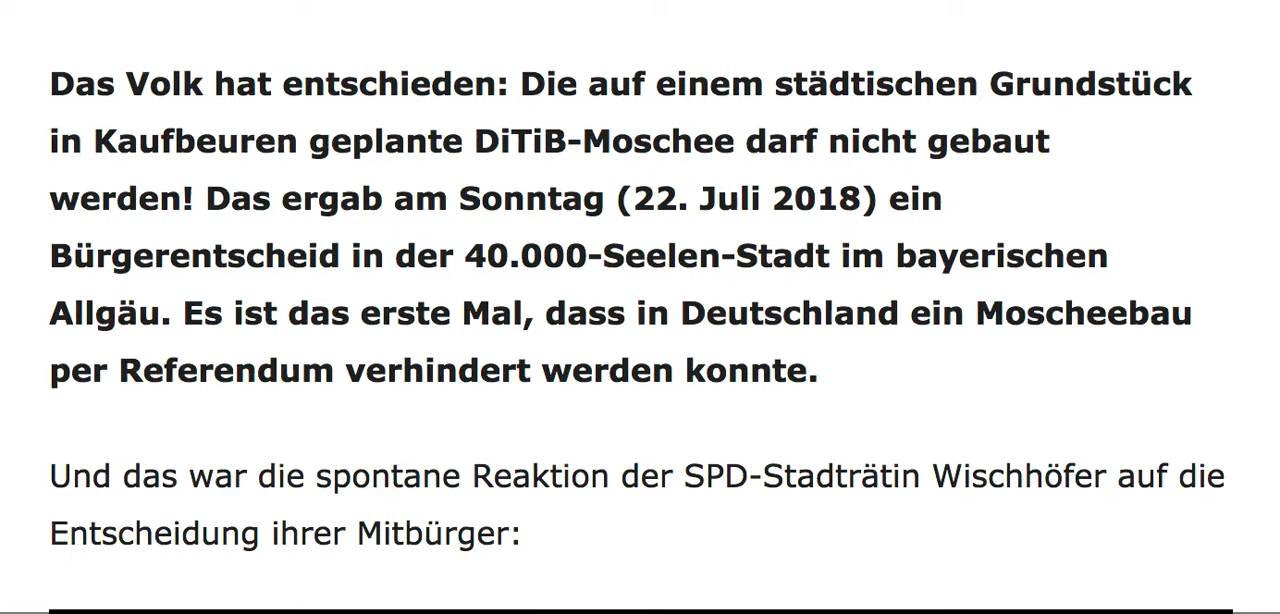 Das Volk hat entschieden: Die auf einem städtischen Grundstück
in Kaufbeuren geplante DiTiB-Moschee darf nicht gebaut
werden! Das ergab am Sonntag (22. Juli 2018) ein
Bürgerentscheid in der 40.000-Seelen-Stadt im bayerischen
Allgäu. Es ist das erste Mal, dass in Deutschland ein Moscheebau
per Referendum verhindert werden konnte.
Und das war die spontane Reaktion der SPD-Stadträtin Wischhöfer auf die
Entscheidung ihrer Mitbürger: